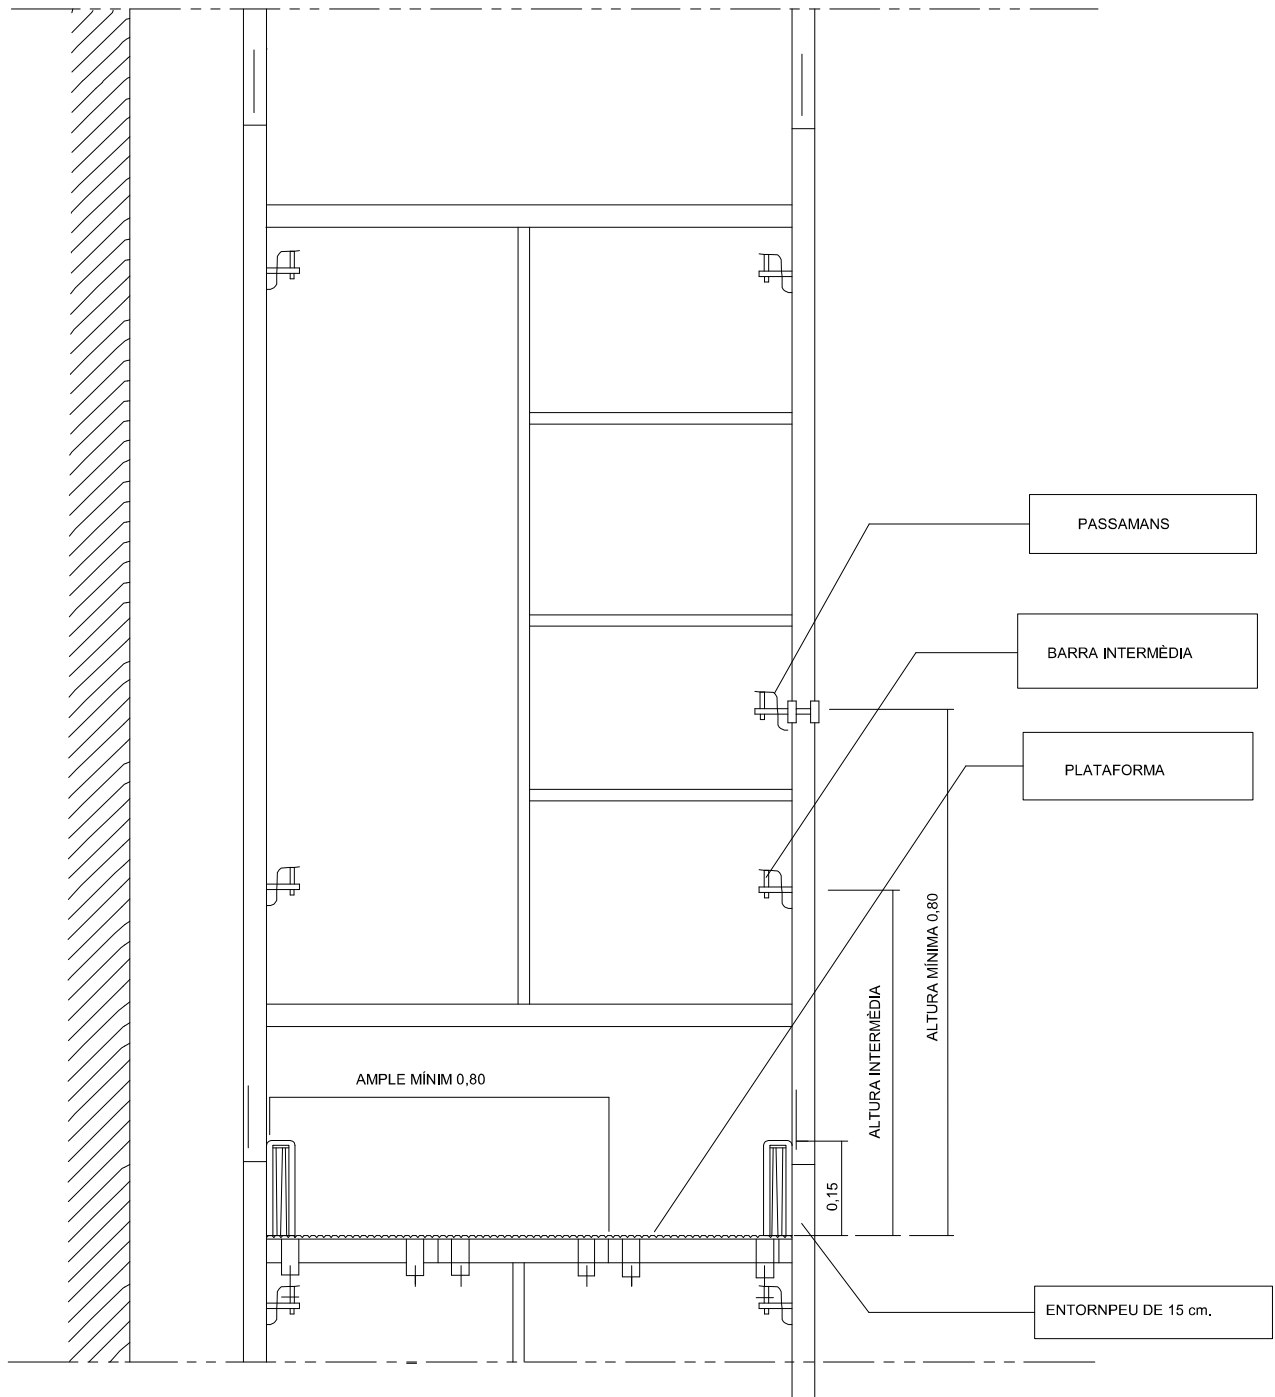 PASSAMANS
BARRA INTERMÈDIA
PLATAFORMA
ALTURA MÍNIMA 0,80
ALTURA INTERMÈDIA
AMPLE MÍNIM 0,80
0,15
ENTORNPEU DE 15 cm.